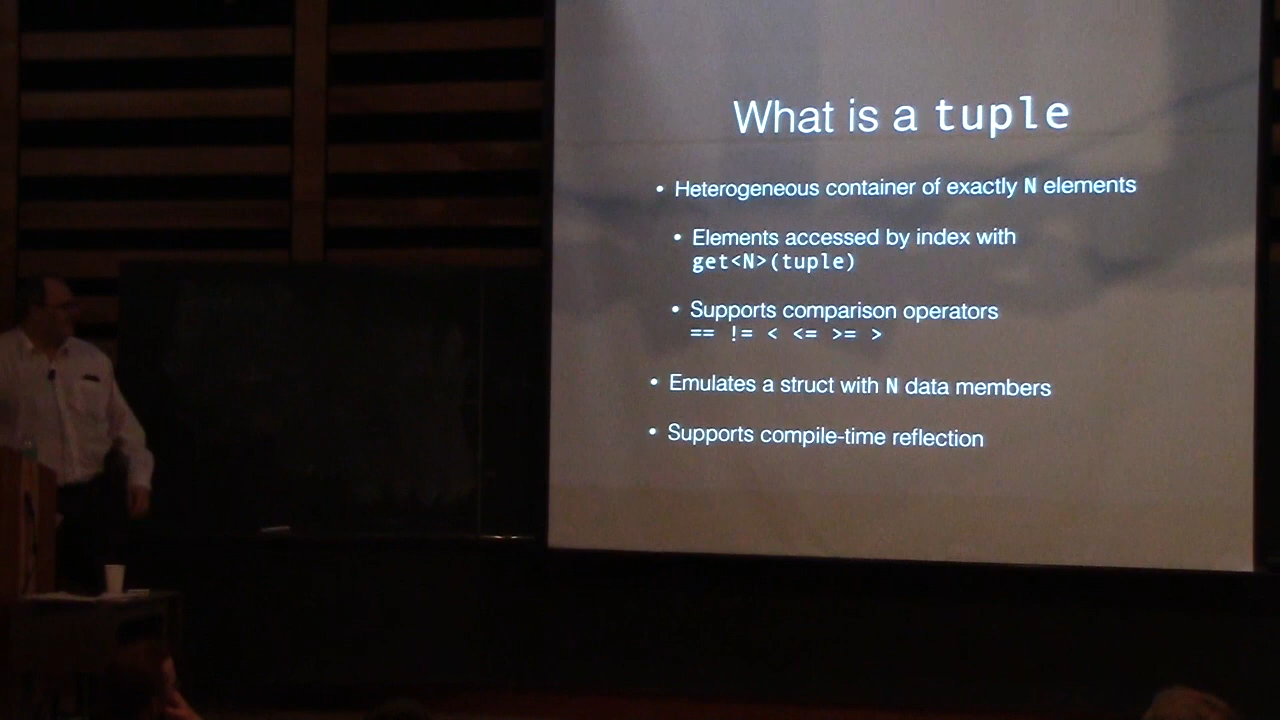 What is a tuple
• Heterogeneous container of exactly N elements
• Elements accessed by index with
get<N>(tuple)
• Supports comparison operators
== != < <= >= >
• Emulates a struct with N data members
• Supports compile-time reflection